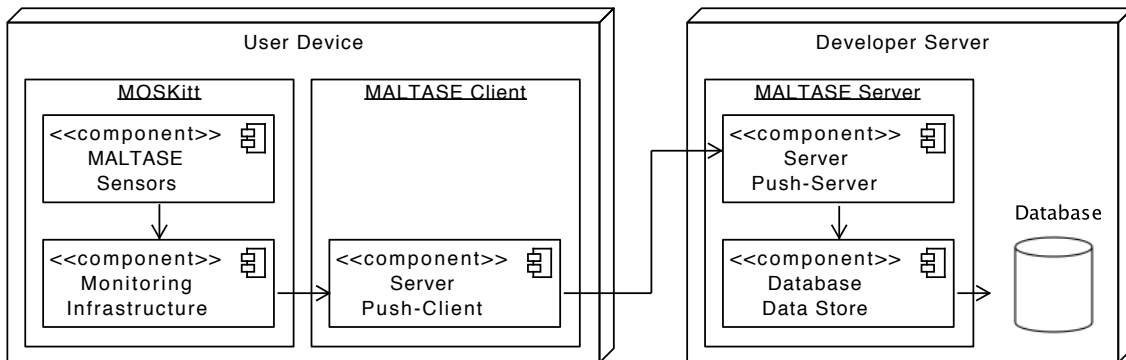 User Device
MOSKitt
<<component>>
MALTASE
Sensors
<<component>>
Monitoring
Infrastructure
MALTASE Client
<<component>>
Server
Push-Client
Developer Server
MALTASE Server
<<component>>
Server
Push-Server
<<component>>
Database
Data Store
Database